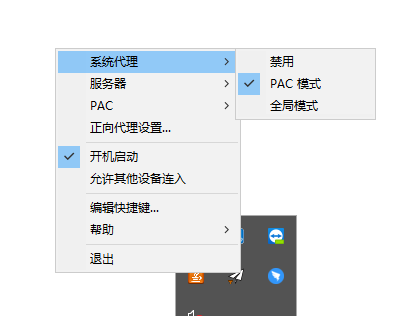 系统代理
服务器
PAC
正向代理设置...
开机启动
允许其他设备连入
编辑快捷键...
帮助
退出
禁用
PAC 模式
全局模式